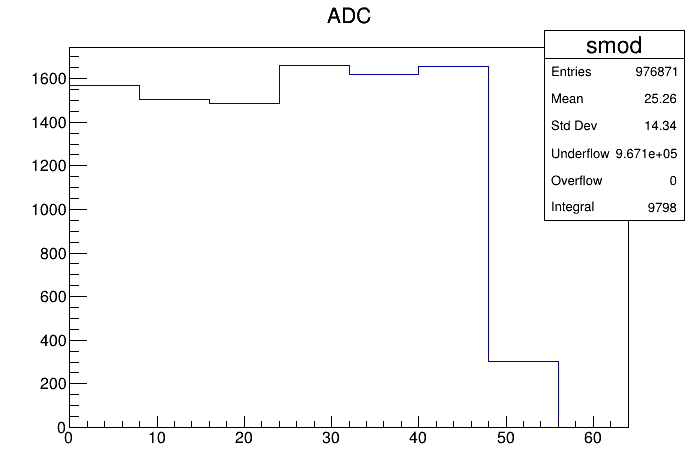 ADC
smod
Entries 976871
Mean 25.26
Std Dev 14.34
Underflow 9.671e+05
Overflow 0
Integral 9798
1600
1400
1200
1000
800
600
400
200
0
0 10 20 30 40 50 60